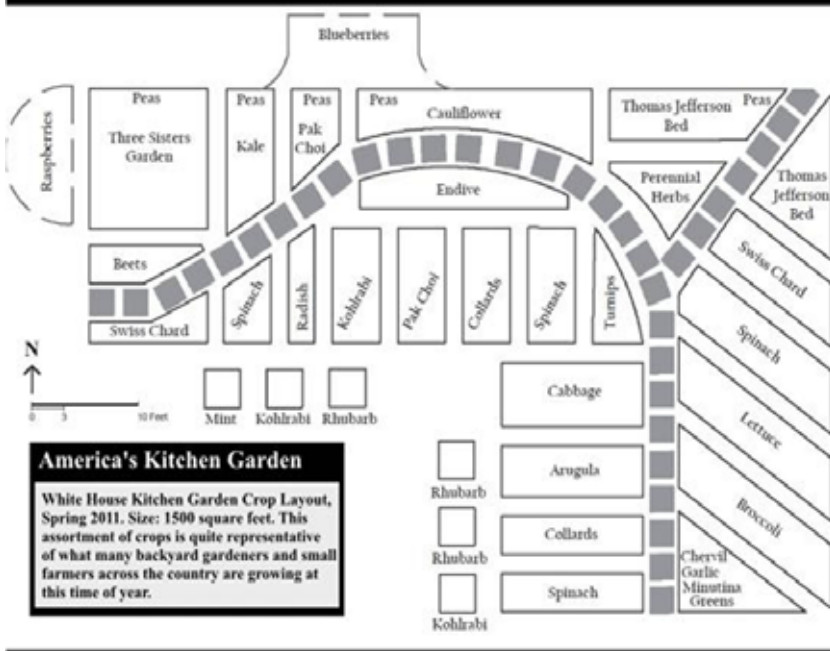 Blueberries
Raspberries
Peas
Three Sisters
Garden
Peas
Kale
Peas
Pak
Choi
Peas
Cauliflower
Endive
Thomas Jefferson
Bed
Peas
Perennial
Herbs
Thomas
Jefferson
Bed
Beets
Swiss Chard
Spinach
Radish
Kohlrabi
Pak Choi
Collards
Spinach
Turnips
Swiss Chard
Spinach
Lettuce
Broccoli
Chervil
Garlic
Minutina
Greens
N
0 3 10 Feet
Mint
Kohlrabi
Rhubarb
Cabbage
Arugula
Collards
Spinach
Rhubarb
Rhubarb
Kohlrabi
America's Kitchen Garden
White House Kitchen Garden Crop Layout,
Spring 2011. Size: 1500 square feet. This
assortment of crops is quite representative
of what many backyard gardeners and small
farmers across the country are growing at
this time of year.